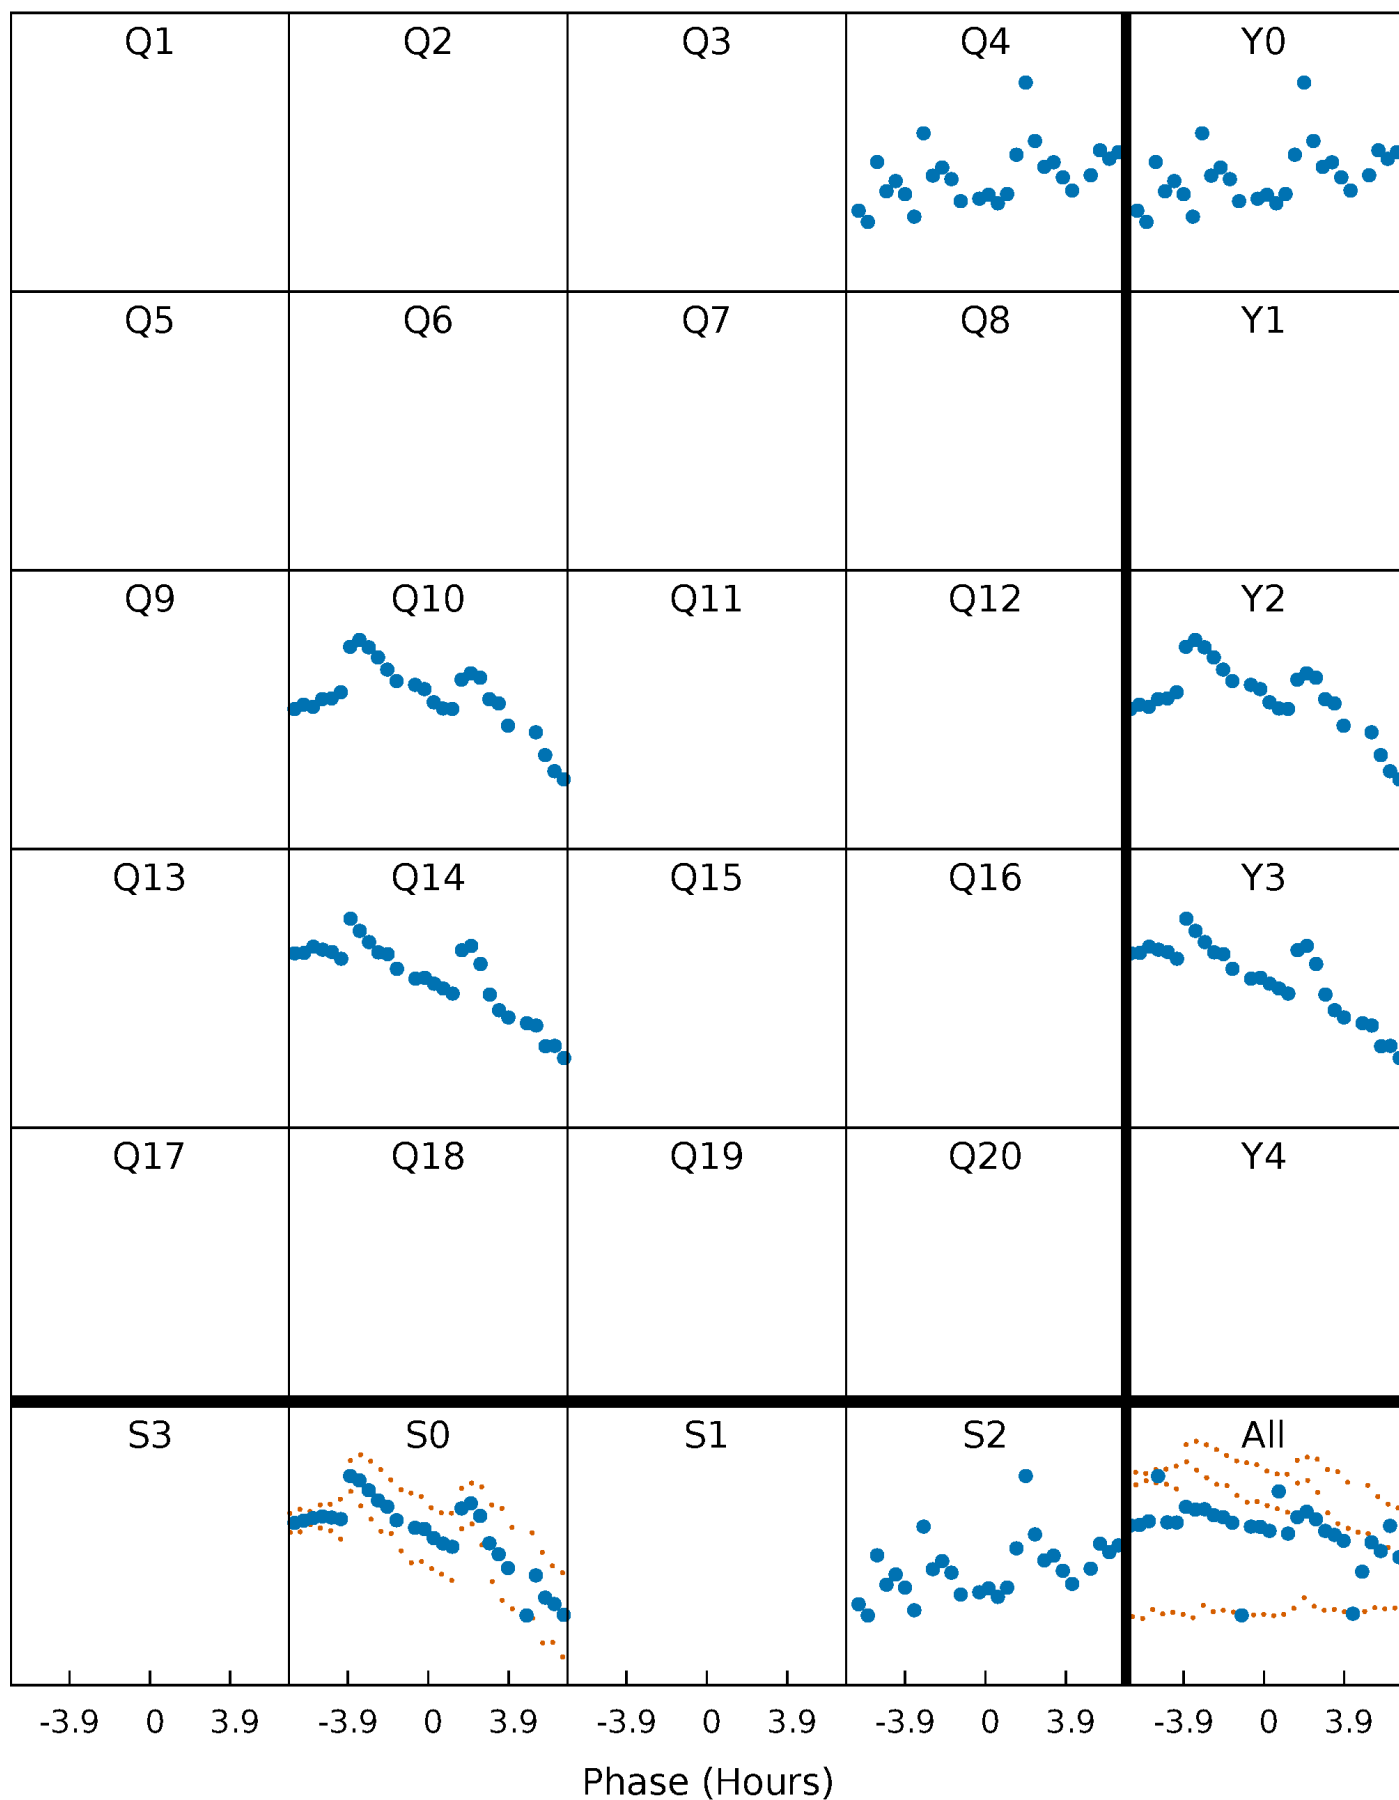 Q1 Q2 Q3 Q4 Y0
Q5 Q6 Q7 Q8 Y1
Q9 Q10 Q11 Q12 Y2
Q13 Q14 Q15 Q16 Y3
Q17 Q18 Q19 Q20 Y4
S3 S0 S1 S2 All
-3.9 0 3.9 -3.9 0 3.9 -3.9 0 3.9 -3.9 0 3.9 -3.9 0 3.9
Phase (Hours)